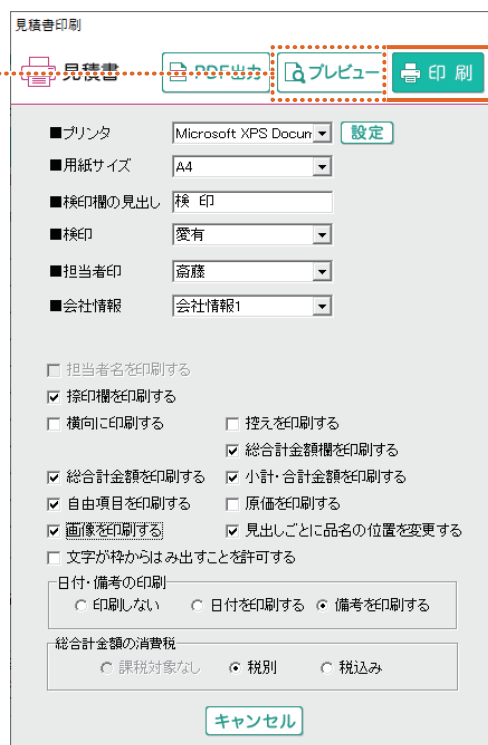 見積書印刷
見積書 PDF出力 プレビュー 印 刷
■プリンタ Microsoft XPS Docum 設定
■用紙サイズ A4
■検印欄の見出し 検 印
■検印 愛有
■担当者印 斎藤
■会社情報 会社情報1
担当者名を印刷する
捺印欄を印刷する
横向に印刷する 控えを印刷する
総合計金額欄を印刷する
総合計金額を印刷する 小計・合計金額を印刷する
自由項目を印刷する 原価を印刷する
画像を印刷する 見出しごとに品名の位置を変更する
文字が枠からはみ出すことを許可する
日付・備考の印刷
印刷しない 日付を印刷する 備考を印刷する
総合計金額の消費税
課税対象なし 税別 税込み
キャンセル